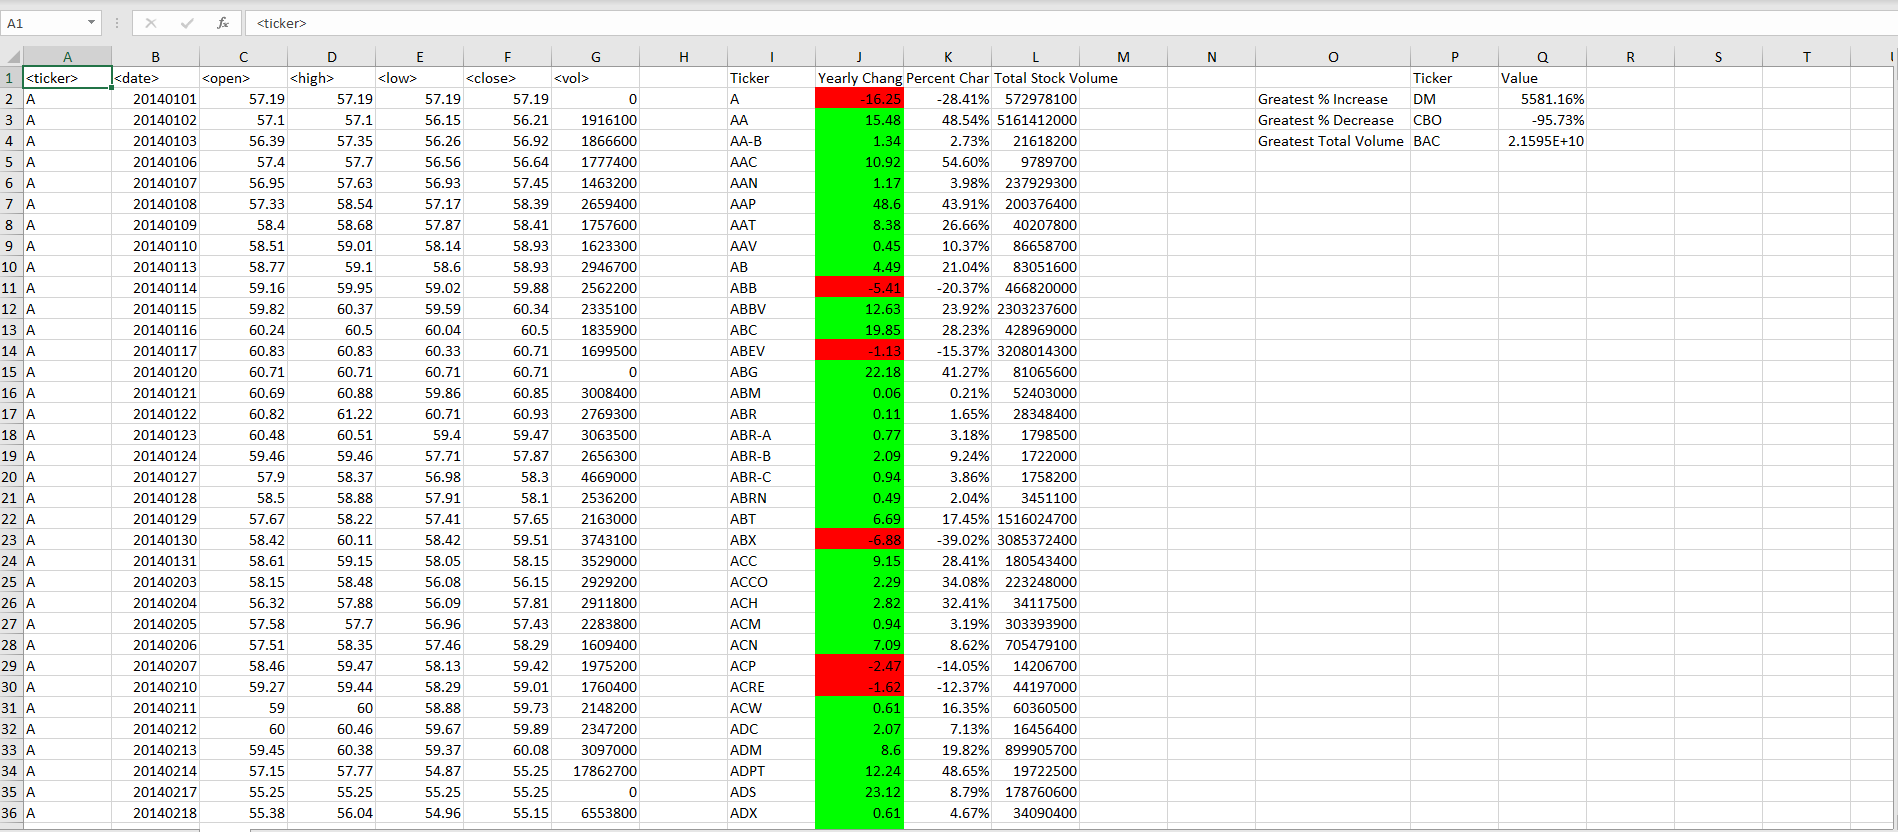 A1 fx <ticker>
A B C D E F G H I J K L M N O P Q R S T
1 <ticker> <date> <open> <high> <low> <close> <vol> Ticker Yearly Chang Percent Char Total Stock Volume Ticker Value
2 A 20140101 57.19 57.19 57.19 57.19 0 A -16.25 -28.41% 572978100 Greatest % Increase DM 5581.16%
3 A 20140102 57.1 57.1 56.15 56.21 1916100 AA 15.48 48.54% 5161412000 Greatest % Decrease CBO -95.73%
4 A 20140103 56.39 57.35 56.26 56.92 1866600 AA-B 1.34 2.73% 21618200 Greatest Total Volume BAC 2.1595E+10
5 A 20140106 57.4 57.7 56.56 56.64 1777400 AAC 10.92 54.60% 9789700
6 A 20140107 56.95 57.63 56.93 57.45 1463200 AAN 1.17 3.98% 237929300
7 A 20140108 57.33 58.54 57.17 58.39 2659400 AAP 48.6 43.91% 200376400
8 A 20140109 58.4 58.68 57.87 58.41 1757600 AAT 8.38 26.66% 40207800
9 A 20140110 58.51 59.01 58.14 58.93 1623300 AAV 0.45 10.37% 86658700
10 A 20140113 58.77 59.1 58.6 58.93 2946700 AB 4.49 21.04% 83051600
11 A 20140114 59.16 59.95 59.02 59.88 2562200 ABB -5.41 -20.37% 466820000
12 A 20140115 59.82 60.37 59.59 60.34 2335100 ABBV 12.63 23.92% 2303237600
13 A 20140116 60.24 60.5 60.04 60.5 1835900 ABC 19.85 28.23% 428969000
14 A 20140117 60.83 60.83 60.33 60.71 1699500 ABEV -1.13 -15.37% 3208014300
15 A 20140120 60.71 60.71 60.71 60.71 0 ABG 22.18 41.27% 81065600
16 A 20140121 60.69 60.88 59.86 60.85 3008400 ABM 0.06 0.21% 52403000
17 A 20140122 60.82 61.22 60.71 60.93 2769300 ABR 0.11 1.65% 28348400
18 A 20140123 60.48 60.51 59.4 59.47 3063500 ABR-A 0.77 3.18% 1798500
19 A 20140124 59.46 59.46 57.71 57.87 2656300 ABR-B 2.09 9.24% 1722000
20 A 20140127 57.9 58.37 56.98 58.3 4669000 ABR-C 0.94 3.86% 1758200
21 A 20140128 58.5 58.88 57.91 58.1 2536200 ABRN 0.49 2.04% 3451100
22 A 20140129 57.67 58.22 57.41 57.65 2163000 ABT 6.69 17.45% 1516024700
23 A 20140130 58.42 60.11 58.42 59.51 3743100 ABX -6.88 -39.02% 3085372400
24 A 20140131 58.61 59.15 58.05 58.15 3529000 ACC 9.15 28.41% 180543400
25 A 20140203 58.15 58.48 56.08 56.15 2929200 ACCO 2.29 34.08% 223248000
26 A 20140204 56.32 57.88 56.09 57.81 2911800 ACH 2.82 32.41% 34117500
27 A 20140205 57.58 57.7 56.96 57.43 2283800 ACM 0.94 3.19% 303393900
28 A 20140206 57.51 58.35 57.46 58.29 1609400 ACN 7.09 8.62% 705479100
29 A 20140207 58.46 59.47 58.13 59.42 1975200 ACP -2.47 -14.05% 14206700
30 A 20140210 59.27 59.44 58.29 59.01 1760400 ACRE -1.62 -12.37% 44197000
31 A 20140211 59 60 58.88 59.73 2148200 ACW 0.61 16.35% 60360500
32 A 20140212 60 60.46 59.67 59.89 2347200 ADC 2.07 7.13% 16456400
33 A 20140213 59.45 60.38 59.37 60.08 3097000 ADM 8.6 19.82% 899905700
34 A 20140214 57.15 57.77 54.87 55.25 17862700 ADPT 12.24 48.65% 19722500
35 A 20140217 55.25 55.25 55.25 55.25 0 ADS 23.12 8.79% 178760600
36 A 20140218 55.38 56.04 54.96 55.15 6553800 ADX 0.61 4.67% 34090400